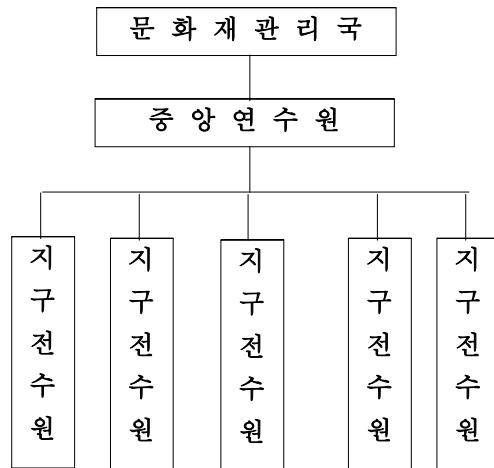 문 화 재 관 리 국
중 앙 연 수 원
지구전수원
지구전수원
지구전수원
지구전수원
지구전수원